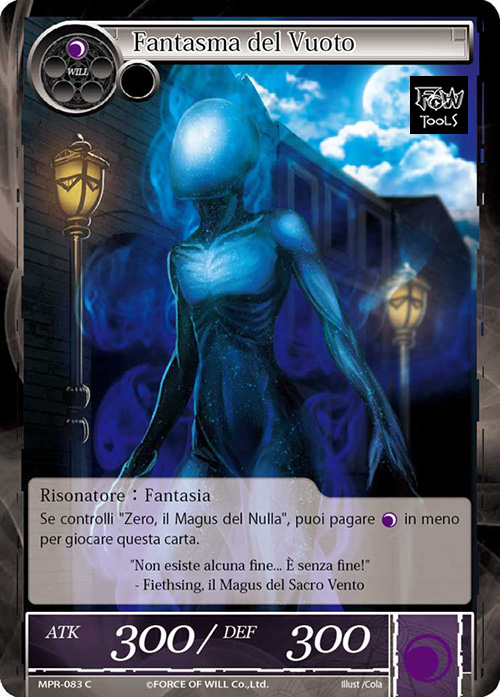 Fantasma del Vuoto
WILL
FOW
TOOLS
Risonatore : Fantasia
Se controlli "Zero, il Magus del Nulla", puoi pagare in meno
per giocare questa carta.
"Non esiste alcuna fine... È senza fine!"
- Fiethsing, il Magus del Sacro Vento
ATK 300/ DEF 300
MPR-083 C ©FORCE OF WILL Co.,Ltd. Illust /Cola